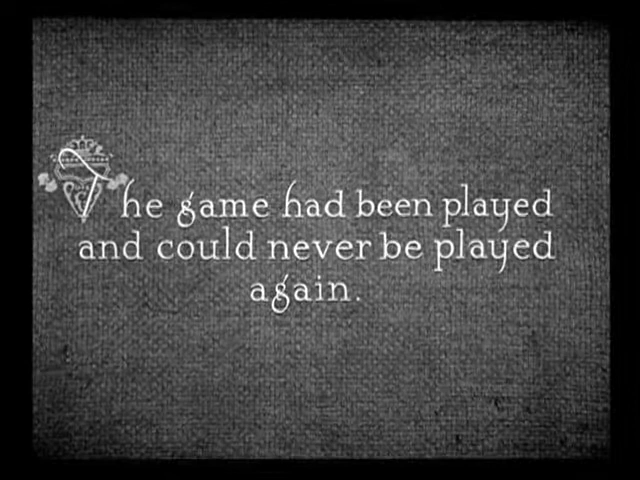 The game had been played
and could never be played
again.